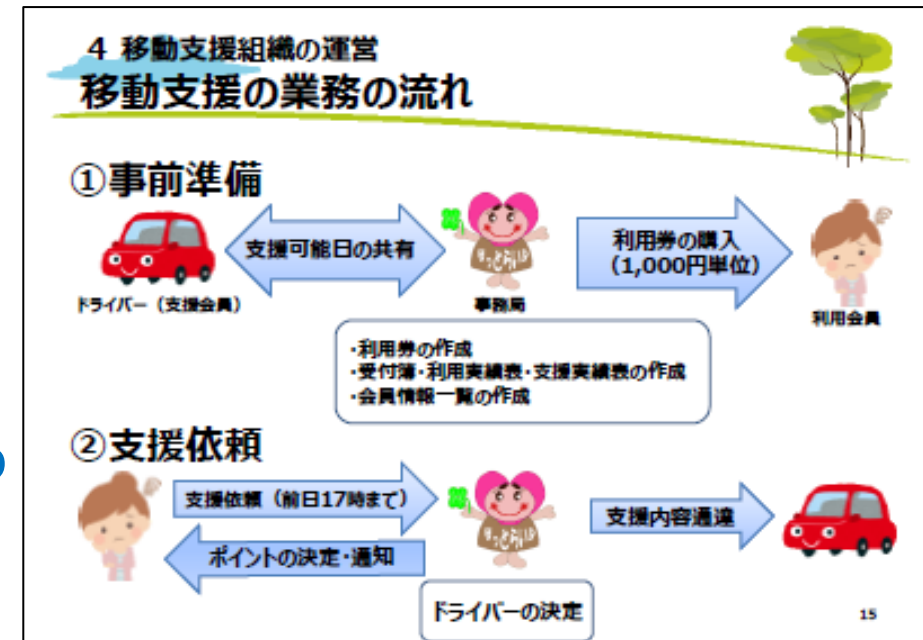 4 移動支援組織の運営
移動支援の業務の流れ
①事前準備
支援可能日の共有
利用券の購入
(1,000円単位)
ドライバー（支援会員）
事務局
利用会員
・利用券の作成
・受付簿・利用実績表・支援実績表の作成
・会員情報一覧の作成
②支援依頼
支援依頼（前日17時まで）
ポイントの決定・通知
支援内容通達
ドライバーの決定
15